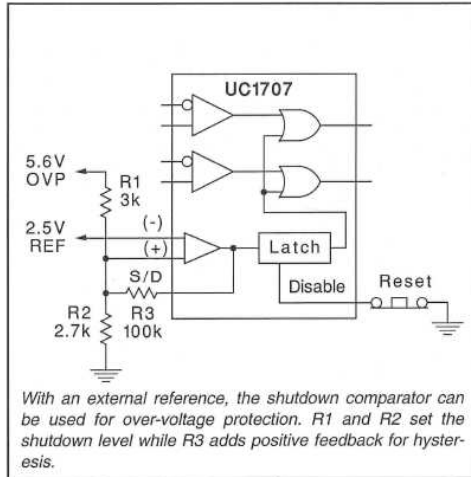 UC1707
5.6V
OVP
R1
3k
2.5V
REF
(-)
(+)
S/D
Latch
Disable
Reset
R2
2.7k
R3
100k
With an external reference, the shutdown comparator can
be used for over-voltage protection. R1 and R2 set the
shutdown level while R3 adds positive feedback for hyster-
esis.